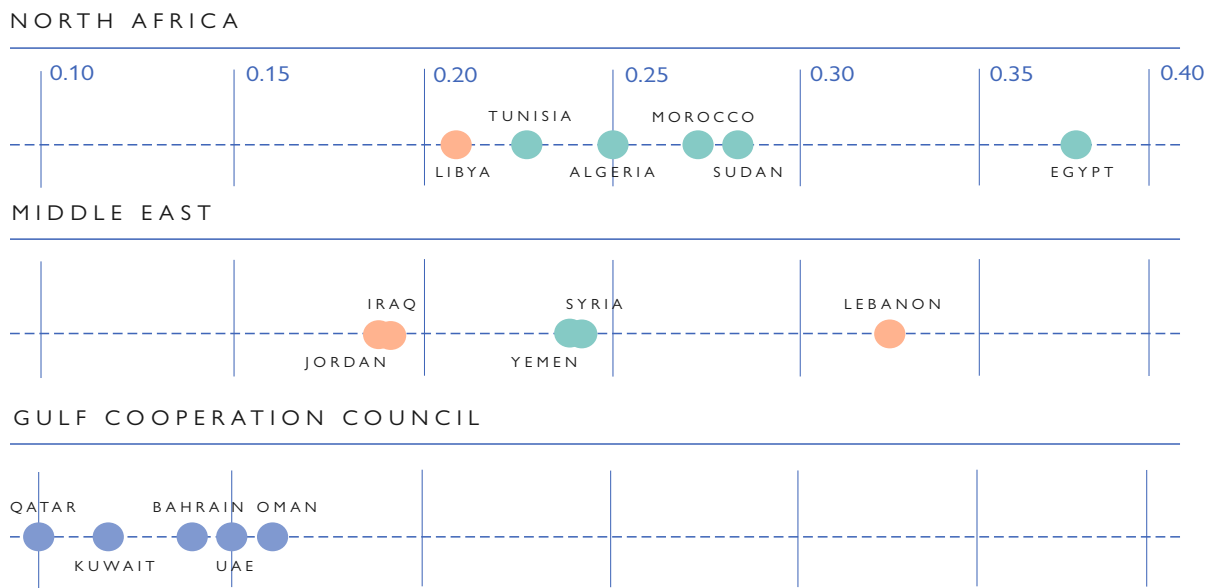 NORTH AFRICA
0.10 0.15 0.20 0.25 0.30 0.35 0.40
TUNISIA MOROCCO
LIBYA ALGERIA SUDAN EGYPT
MIDDLE EAST
IRAQ SYRIA LEBANON
JORDAN YEMEN
GULF COOPERATION COUNCIL
QATAR BAHRAIN OMAN
KUWAIT UAE